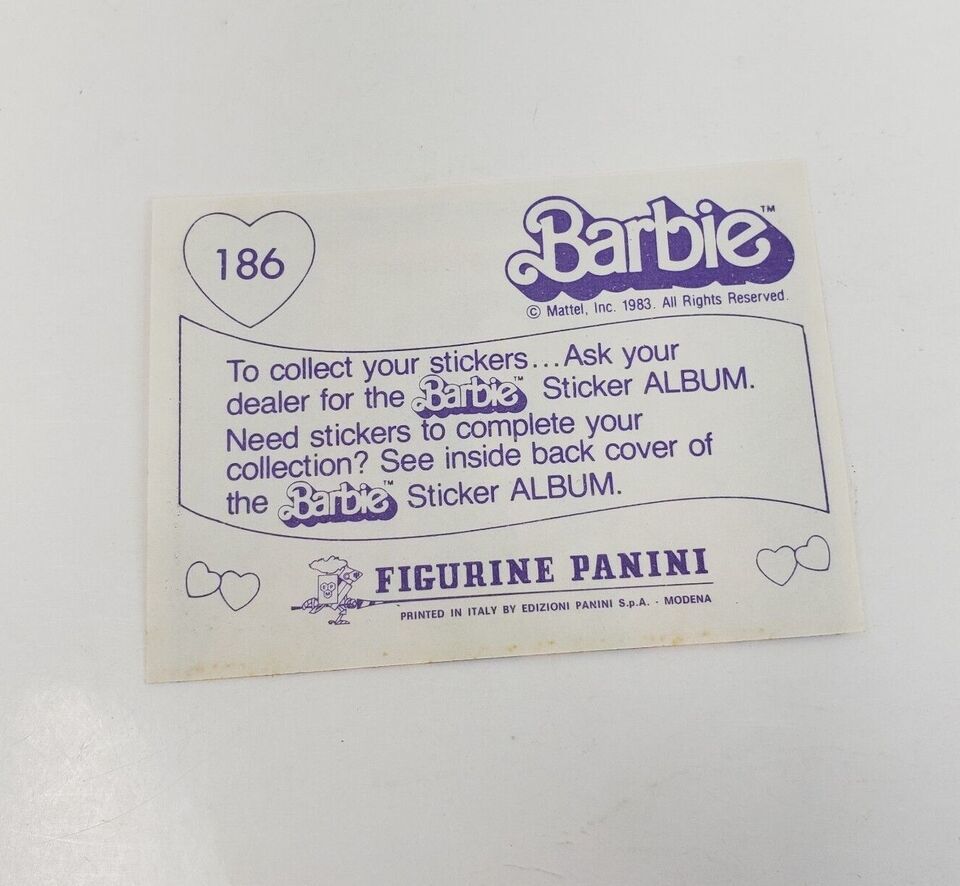 186
Barbie™
© Mattel, Inc. 1983. All Rights Reserved.
To collect your stickers...Ask your
dealer for the Barbie™ Sticker ALBUM.
Need stickers to complete your
collection? See inside back cover of
the Barbie™ Sticker ALBUM.
FIGURINE PANINI
PRINTED IN ITALY BY EDIZIONI PANINI S.p.A. - MODENA